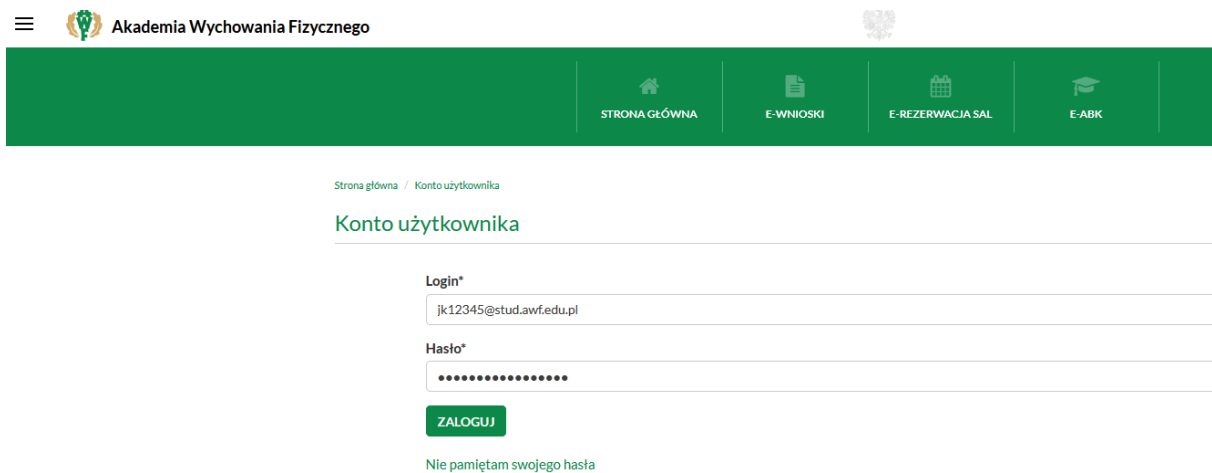 Akademia Wychowania Fizycznego
STRONA GŁÓWNA E-WNIOSKI E-REZERWACJA SAL E-ABK
Strona główna / Konto użytkownika
Konto użytkownika
Login*
jk12345@stud.awf.edu.pl
Hasło*
•••••••••••••••••
ZALOGUJ
Nie pamiętam swojego hasła